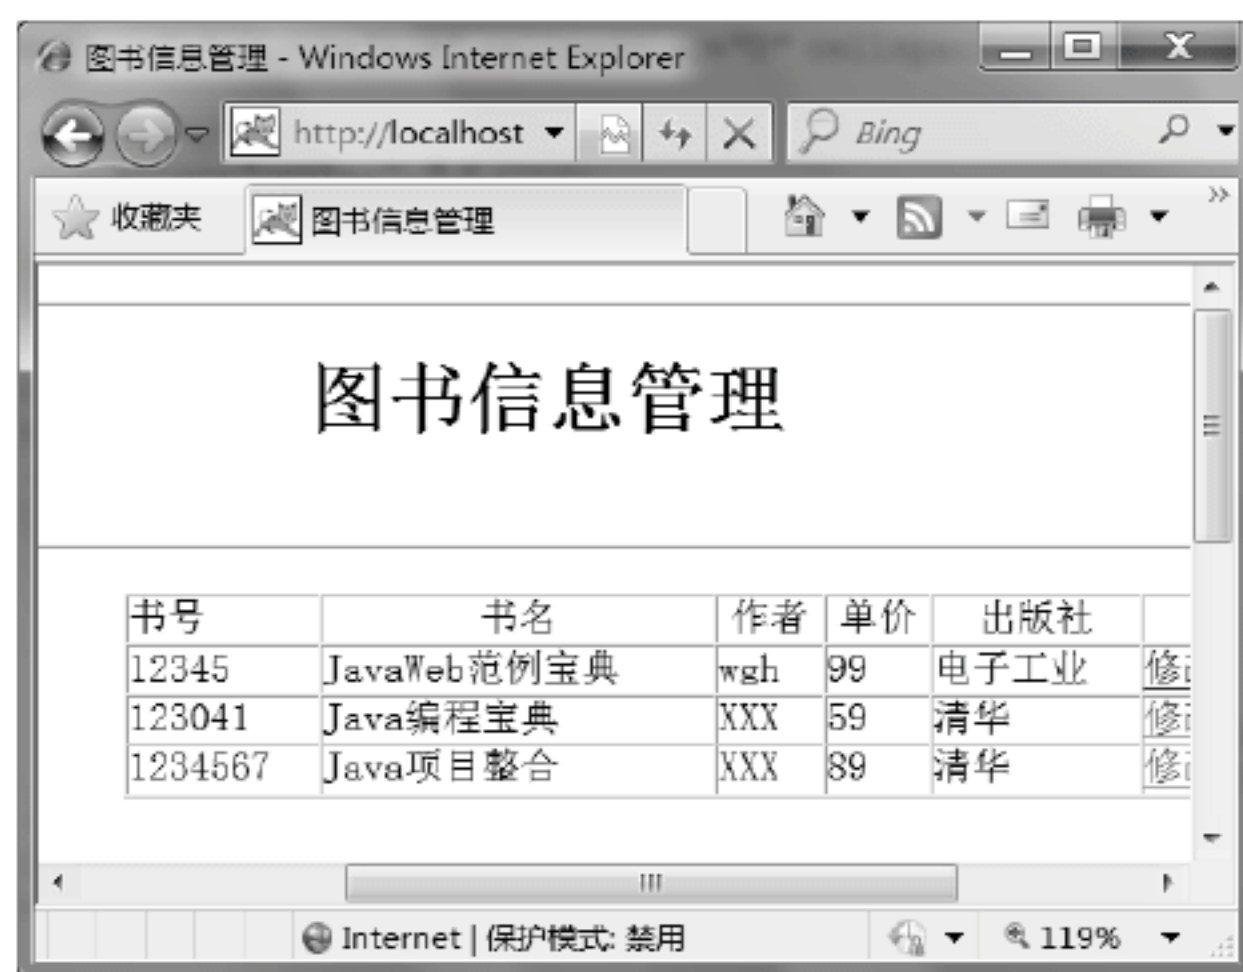 图书信息管理 - Windows Internet Explorer
http://localhost Bing
收藏夹 图书信息管理
图书信息管理
书号 书名 作者 单价 出版社
12345 JavaWeb范例宝典 wgh 99 电子工业 修
123041 Java编程宝典 XXX 59 清华 修
1234567 Java项目整合 XXX 89 清华 修
Internet | 保护模式: 禁用 119%